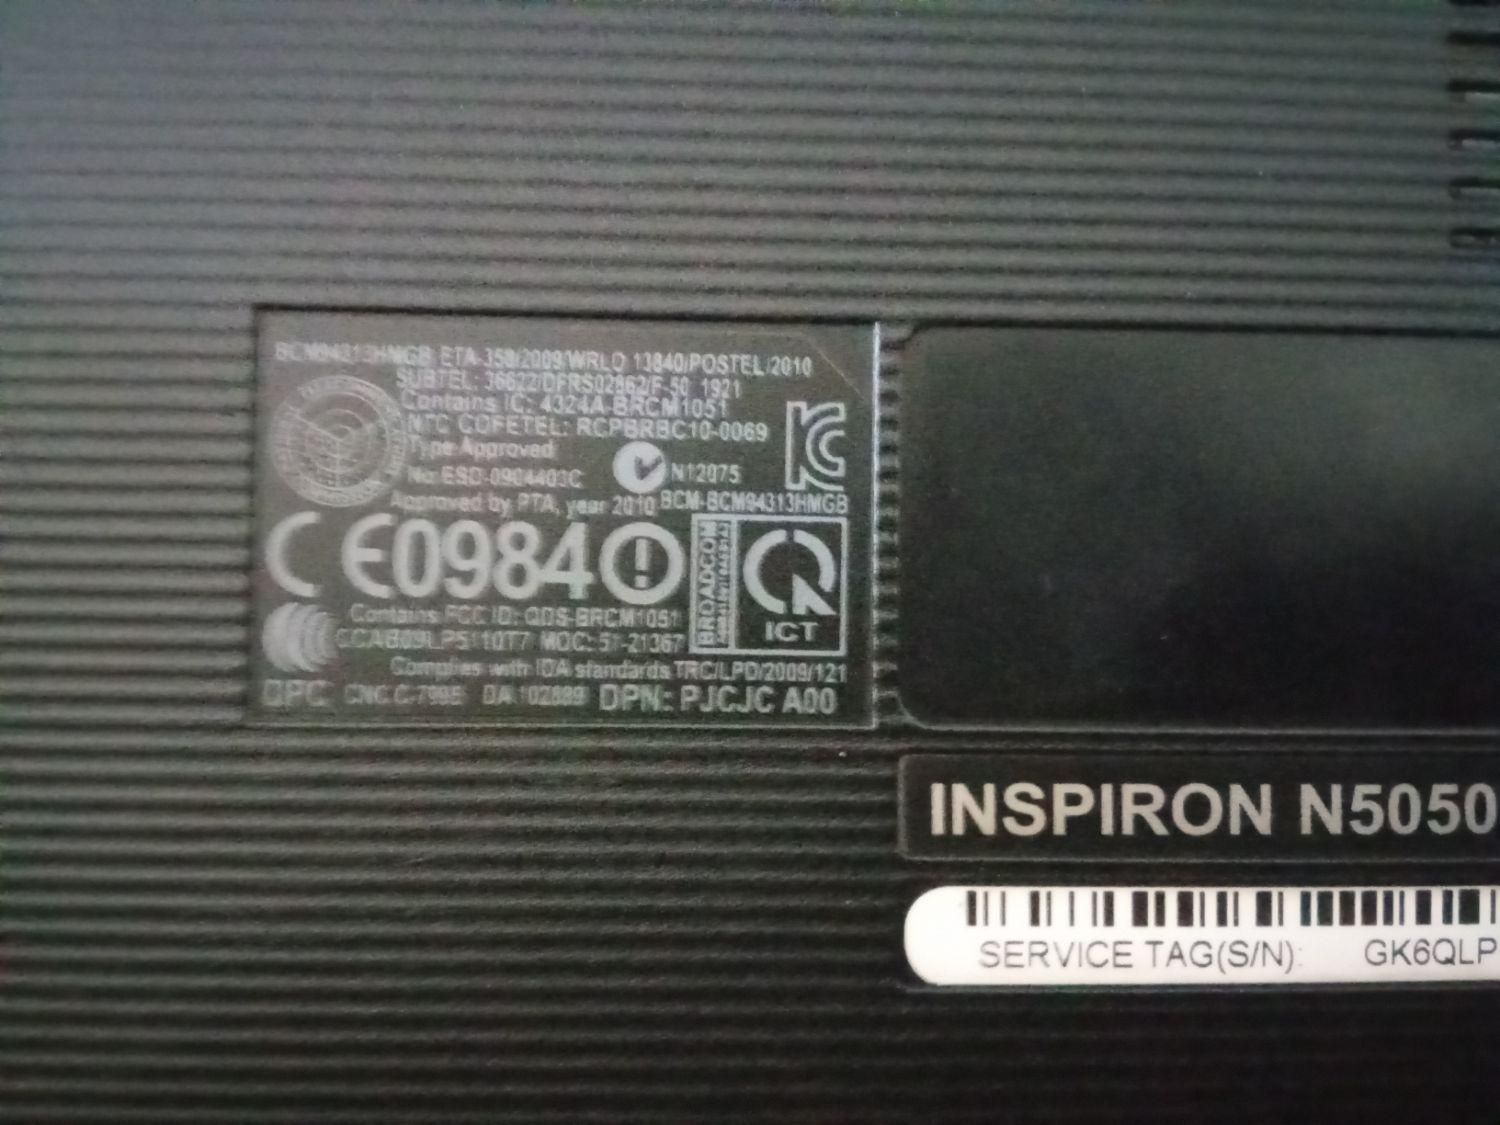 BCM94313HMGB ETA-358/2009/WRLO 13840/POSTEL/2010
SUBTEL: 36622/DFRS02862/F-50 1921
Contains IC: 4324A-BRCM1051
NTC COFETEL: RCPBRBC10-0069
Type Approved
No: ESD-0904403C
N12075
Approved by PTA, year 2010 BCM-BCM94313HMGB
CE0984
BROADCOM
ICT
Contains FCC ID: QDS-BRCM1051
CCAB09LP5110T7 MOC: 51-21367
Complies with IDA standards TRC/LPD/2009/121
CNC C-7995 DA 102889 DPN: PJCJC A00
INSPIRON N5050
SERVICE TAG(S/N): GK6QLP